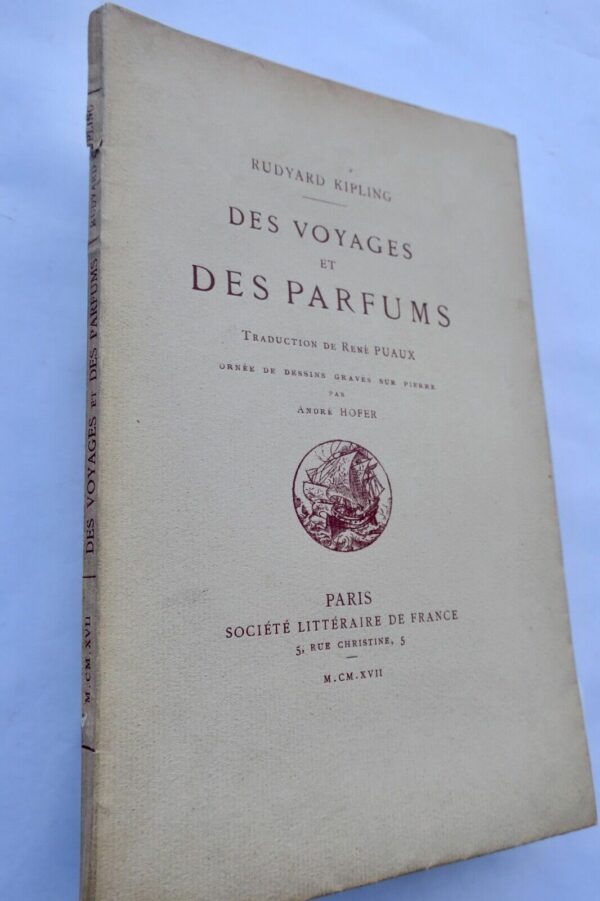 RUDYARD KIPLING
DES VOYAGES
ET
DES PARFUMS
TRADUCTION DE RENÉ PUAUX
ORNÉE DE DESSINS GRAVÉS SUR PIERRE
PAR
ANDRÉ HOFER
PARIS
SOCIÉTÉ LITTÉRAIRE DE FRANCE
5, RUE CHRISTINE, 5
M.CM.XVII
M.CM.XVII DES VOYAGES ET DES PARFUMS RUDYARD KIPLING